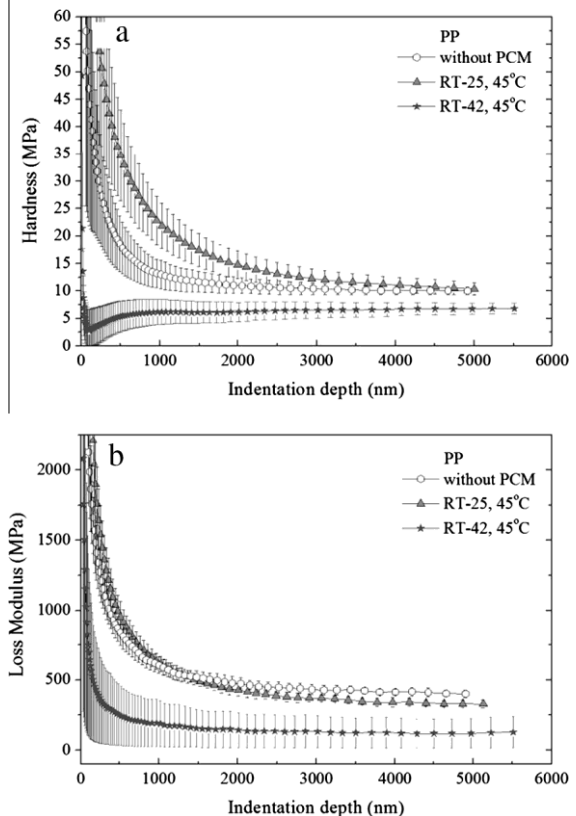 a
PP
without PCM
RT-25, 45°C
RT-42, 45°C
60
55
50
45
40
35
30
25
20
15
10
5
0
Hardness (MPa)
0 1000 2000 3000 4000 5000 6000
Indentation depth (nm)
b
PP
without PCM
RT-25, 45°C
RT-42, 45°C
2000
1500
1000
500
0
Loss Modulus (MPa)
0 1000 2000 3000 4000 5000 6000
Indentation depth (nm)